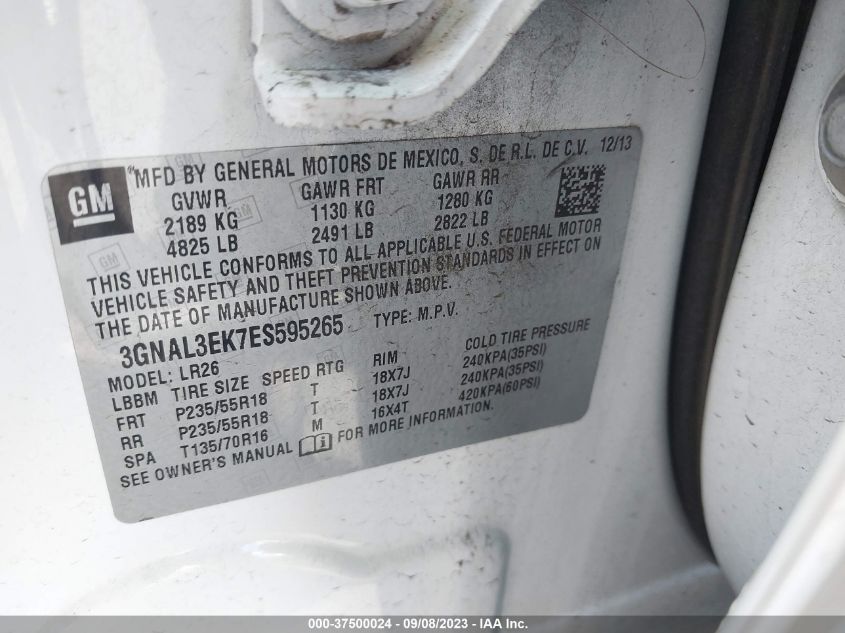 GM
"MFD BY GENERAL MOTORS DE MEXICO, S. DE R.L. DE C.V. 12/13
GVWR GAWR FRT GAWR RR
2189 KG 1130 KG 1280 KG
4825 LB 2491 LB 2822 LB
THIS VEHICLE CONFORMS TO ALL APPLICABLE U.S. FEDERAL MOTOR
VEHICLE SAFETY AND THEFT PREVENTION STANDARDS IN EFFECT ON
THE DATE OF MANUFACTURE SHOWN ABOVE.
3GNAL3EK7ES595265 TYPE: M.P.V.
MODEL: LR26
LBBM TIRE SIZE SPEED RTG RIM COLD TIRE PRESSURE
FRT P235/55R18 T 18X7J 240KPA(35PSI)
RR P235/55R18 T 18X7J 240KPA(35PSI)
SPA T135/70R16 M 16X4T 420KPA(60PSI)
SEE OWNER'S MANUAL FOR MORE INFORMATION.
000-37500024 - 09/08/2023 - IAA Inc.